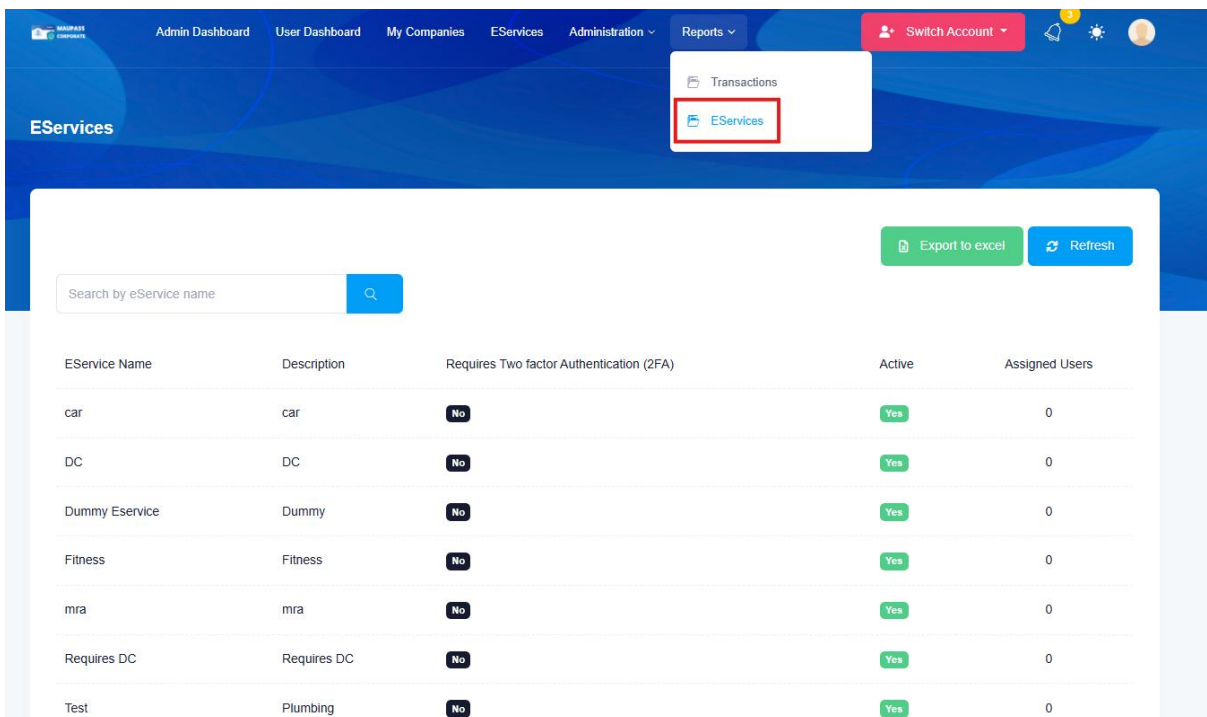 MAUPASS
CORPORATE
Admin Dashboard User Dashboard My Companies EServices Administration Reports Switch Account 3
Transactions
EServices
EServices
Export to excel Refresh
Search by eService name
EService Name Description Requires Two factor Authentication (2FA) Active Assigned Users
car car No Yes 0
DC DC No Yes 0
Dummy Eservice Dummy No Yes 0
Fitness Fitness No Yes 0
mra mra No Yes 0
Requires DC Requires DC No Yes 0
Test Plumbing No Yes 0